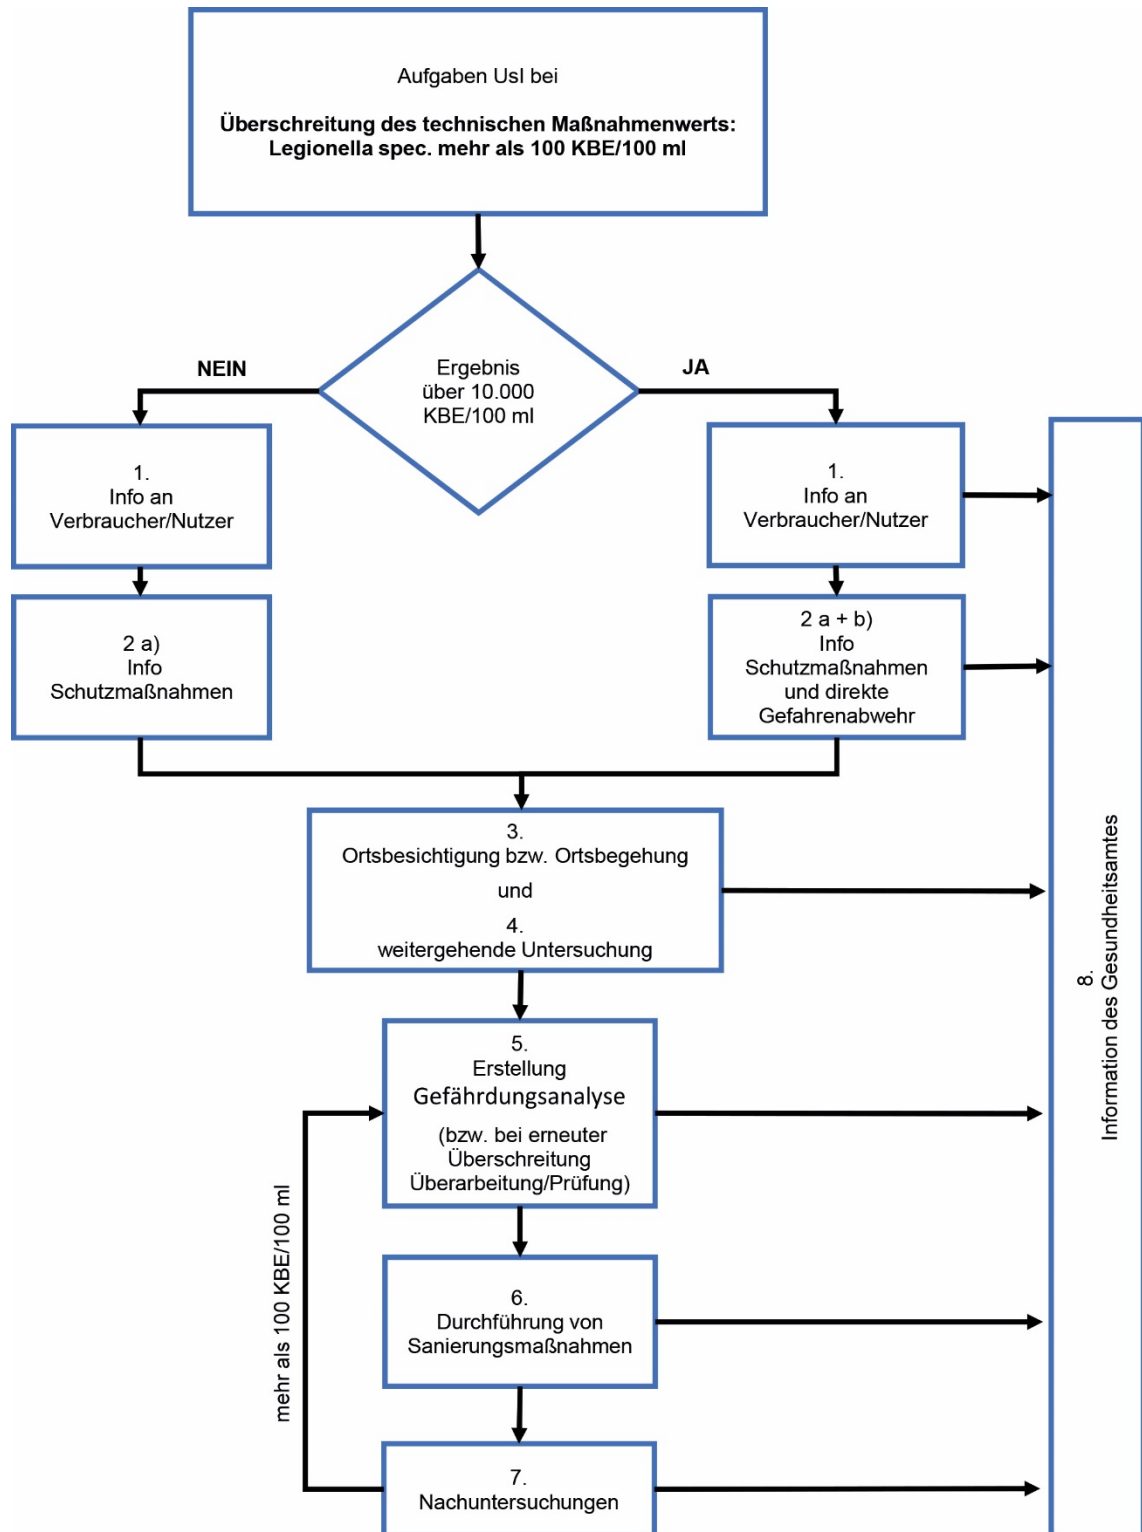 Aufgaben UsI bei
Überschreitung des technischen Maßnahmenwerts:
Legionella spec. mehr als 100 KBE/100 ml
Ergebnis
über 10.000
KBE/100 ml
NEIN
JA
1.
Info an
Verbraucher/Nutzer
1.
Info an
Verbraucher/Nutzer
2 a)
Info
Schutzmaßnahmen
2 a + b)
Info
Schutzmaßnahmen
und direkte
Gefahrenabwehr
3.
Ortsbesichtigung bzw. Ortsbegehung
und
4.
weitergehende Untersuchung
5.
Erstellung
Gefährdungsanalyse
(bzw. bei erneuter
Überschreitung
Überarbeitung/Prüfung)
6.
Durchführung von
Sanierungsmaßnahmen
7.
Nachuntersuchungen
mehr als 100 KBE/100 ml
8.
Information des Gesundheitsamtes